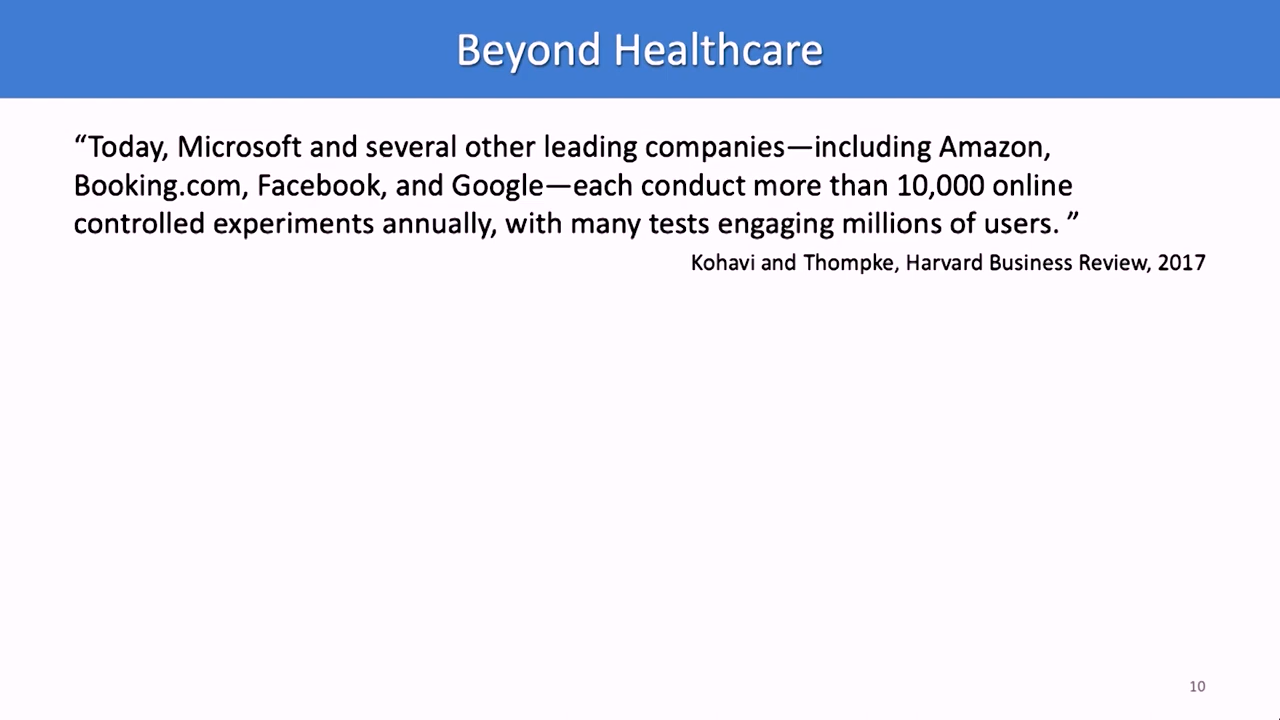 Beyond Healthcare
“Today, Microsoft and several other leading companies—including Amazon,
Booking.com, Facebook, and Google—each conduct more than 10,000 online
controlled experiments annually, with many tests engaging millions of users. ”
Kohavi and Thompke, Harvard Business Review, 2017
10